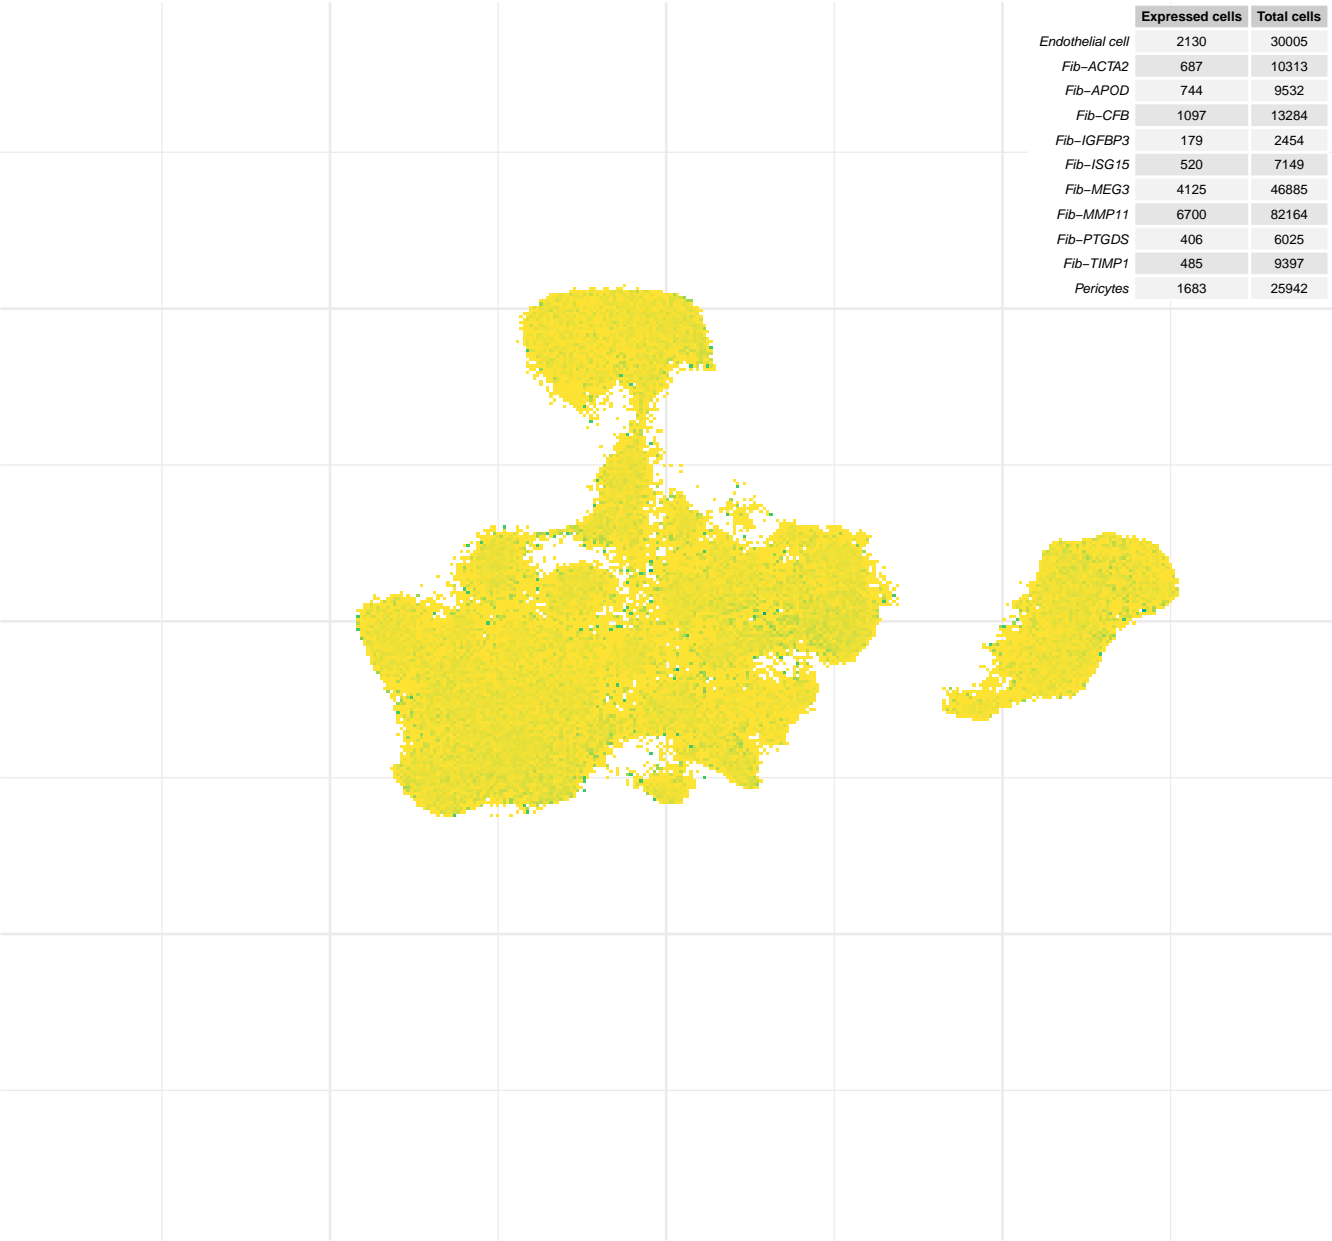 Expressed cells Total cells
Endothelial cell 2130 30005
Fib−ACTA2 687 10313
Fib−APOD 744 9532
Fib−CFB 1097 13284
Fib−IGFBP3 179 2454
Fib−ISG15 520 7149
Fib−MEG3 4125 46885
Fib−MMP11 6700 82164
Fib−PTGDS 406 6025
Fib−TIMP1 485 9397
Pericytes 1683 25942